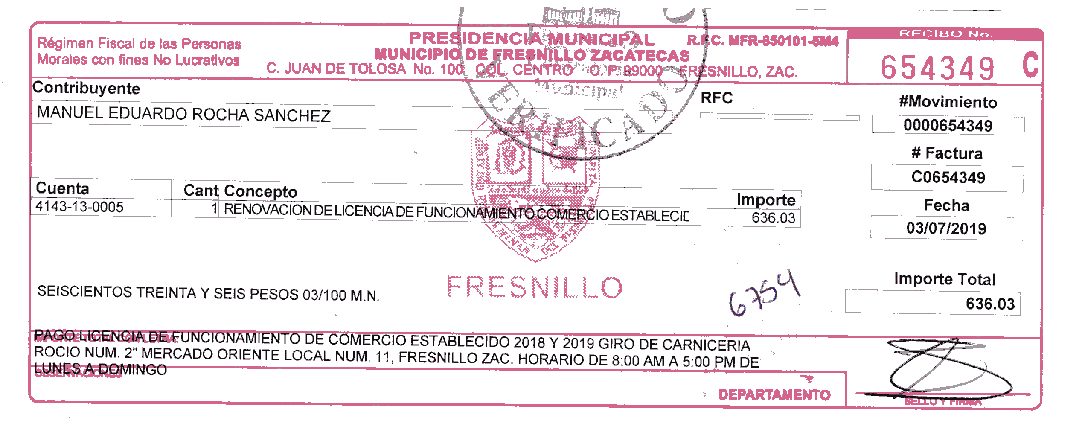 Régimen Fiscal de las Personas
Morales con fines No Lucrativos
PRESIDENCIA MUNICIPAL
MUNICIPIO DE FRESNILLO ZACATECAS
C. JUAN DE TOLOSA No. 100 COL. CENTRO C. P. 99000 FRESNILLO, ZAC.
R.F.C. MFR-850101-5M4
RECIBO No.
654349 C
VERIFICADO
Municipal
Contribuyente
MANUEL EDUARDO ROCHA SANCHEZ
RFC
#Movimiento
0000654349
# Factura
C0654349
Fecha
03/07/2019
Cuenta Cant Concepto Importe
4143-13-0005 1 RENOVACION DE LICENCIA DE FUNCIONAMIENTO COMERCIO ESTABLECID 636.03
FRESNILLO
6754
Importe Total
636.03
SEISCIENTOS TREINTA Y SEIS PESOS 03/100 M.N.
PAGO LICENCIA DE FUNCIONAMIENTO DE COMERCIO ESTABLECIDO 2018 Y 2019 GIRO DE CARNICERIA
ROCIO NUM. 2" MERCADO ORIENTE LOCAL NUM. 11, FRESNILLO ZAC. HORARIO DE 8:00 AM A 5:00 PM DE
LUNES A DOMINGO
OBSERVACIONES
DEPARTAMENTO
SELLO Y FIRMA